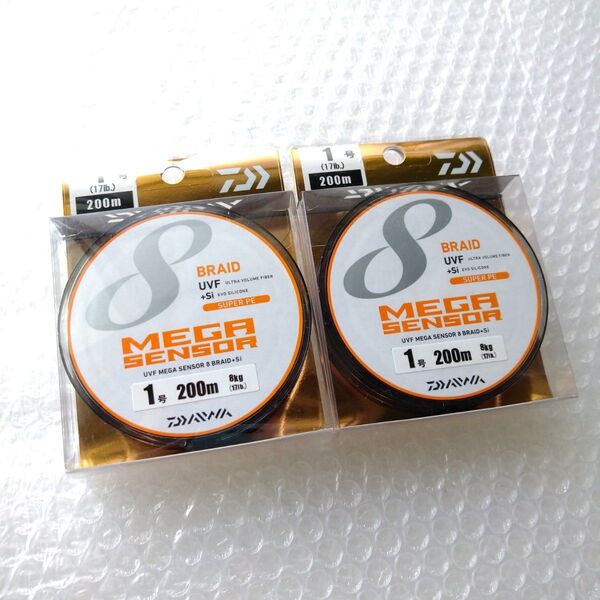 1号
(17lb.)
200m
8
BRAID
UVF ULTRA VOLUME FIBER
+Si EVO SILICONE
SUPER PE
MEGA
SENSOR
UVF MEGA SENSOR 8 BRAID+Si
1号 200m 8kg
(17lb.)
DAIWA
1号
(17lb.)
200m
8
BRAID
UVF ULTRA VOLUME FIBER
+Si EVO SILICONE
SUPER PE
MEGA
SENSOR
UVF MEGA SENSOR 8 BRAID+Si
1号 200m 8kg
(17lb.)
DAIWA